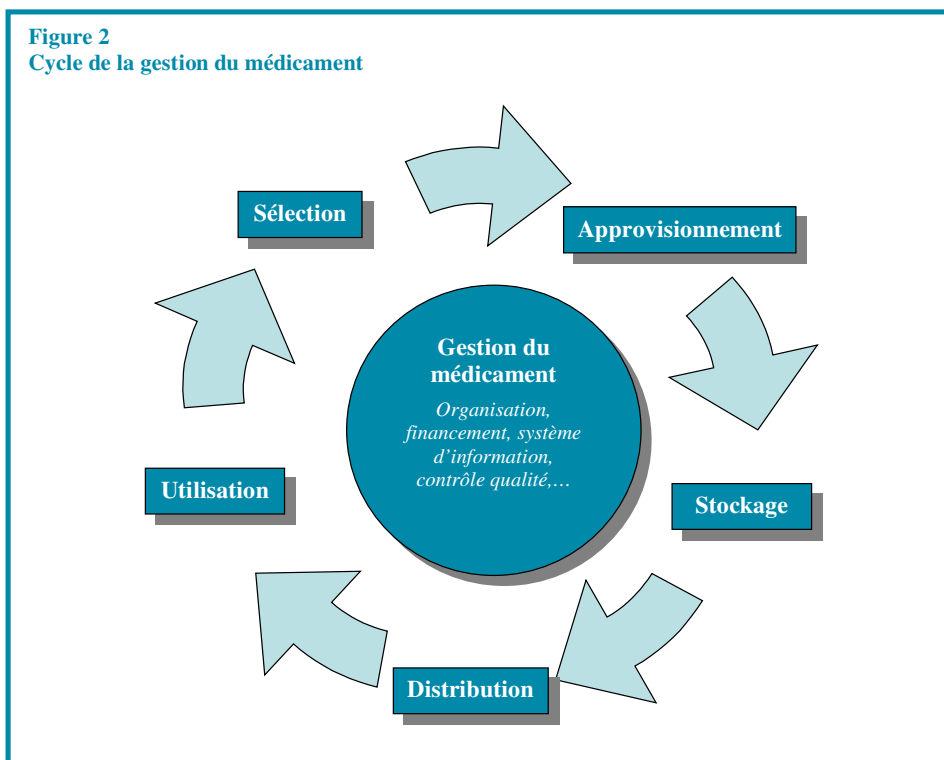 Figure 2
Cycle de la gestion du médicament
Sélection
Approvisionnement
Gestion du
médicament
Organisation,
financement, système
d’information,
contrôle qualité,…
Utilisation
Stockage
Distribution